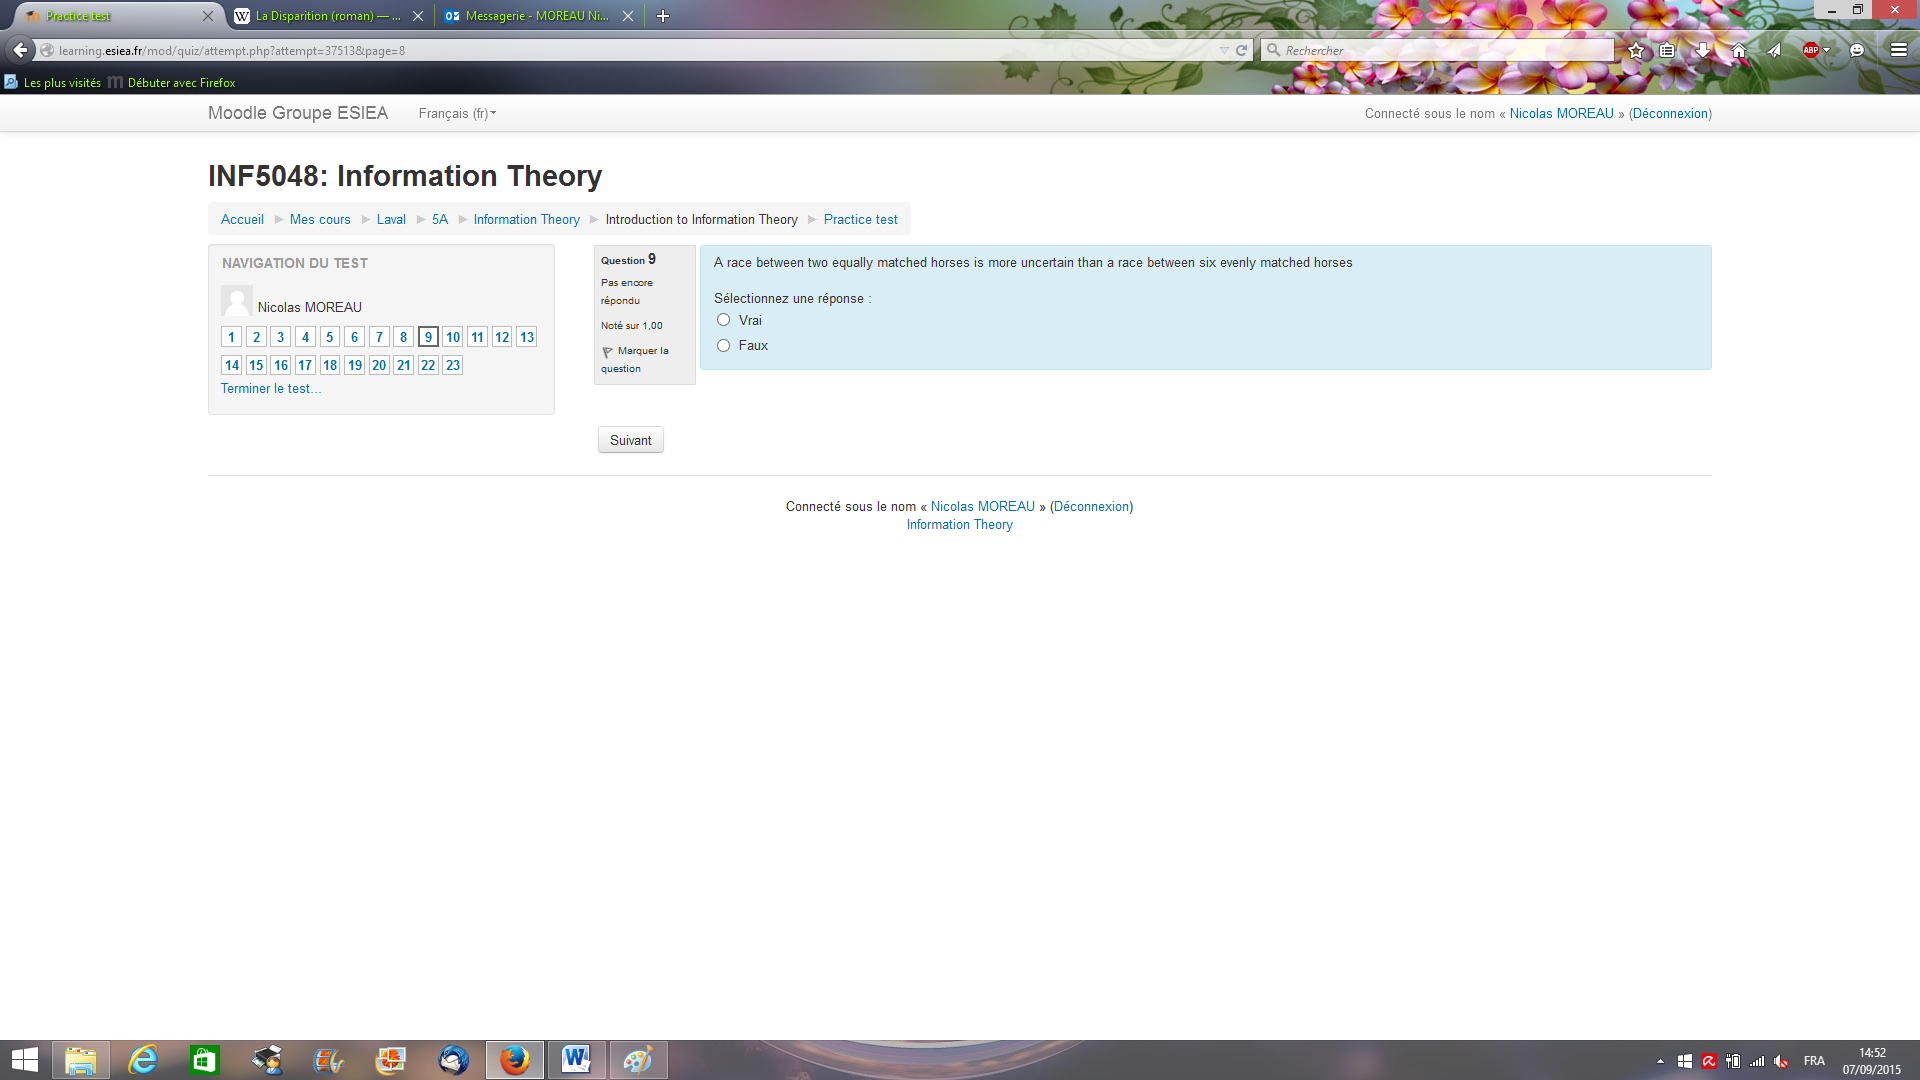 Practice test
La Disparition (roman) — ...
Messagerie - MOREAU Ni...
learning.esiea.fr/mod/quiz/attempt.php?attempt=37513&page=8
Rechercher
ABP
Les plus visités
Débuter avec Firefox
Moodle Groupe ESIEA
Français (fr)
Connecté sous le nom « Nicolas MOREAU » (Déconnexion)
INF5048: Information Theory
Accueil
Mes cours
Laval
5A
Information Theory
Introduction to Information Theory
Practice test
NAVIGATION DU TEST
Nicolas MOREAU
1 2 3 4 5 6 7 8 9 10 11 12 13
14 15 16 17 18 19 20 21 22 23
Terminer le test...
Question 9
Pas encore
répondu
Noté sur 1,00
Marquer la
question
A race between two equally matched horses is more uncertain than a race between six evenly matched horses
Sélectionnez une réponse :
Vrai
Faux
Suivant
Connecté sous le nom « Nicolas MOREAU » (Déconnexion)
Information Theory
FRA
14:52
07/09/2015